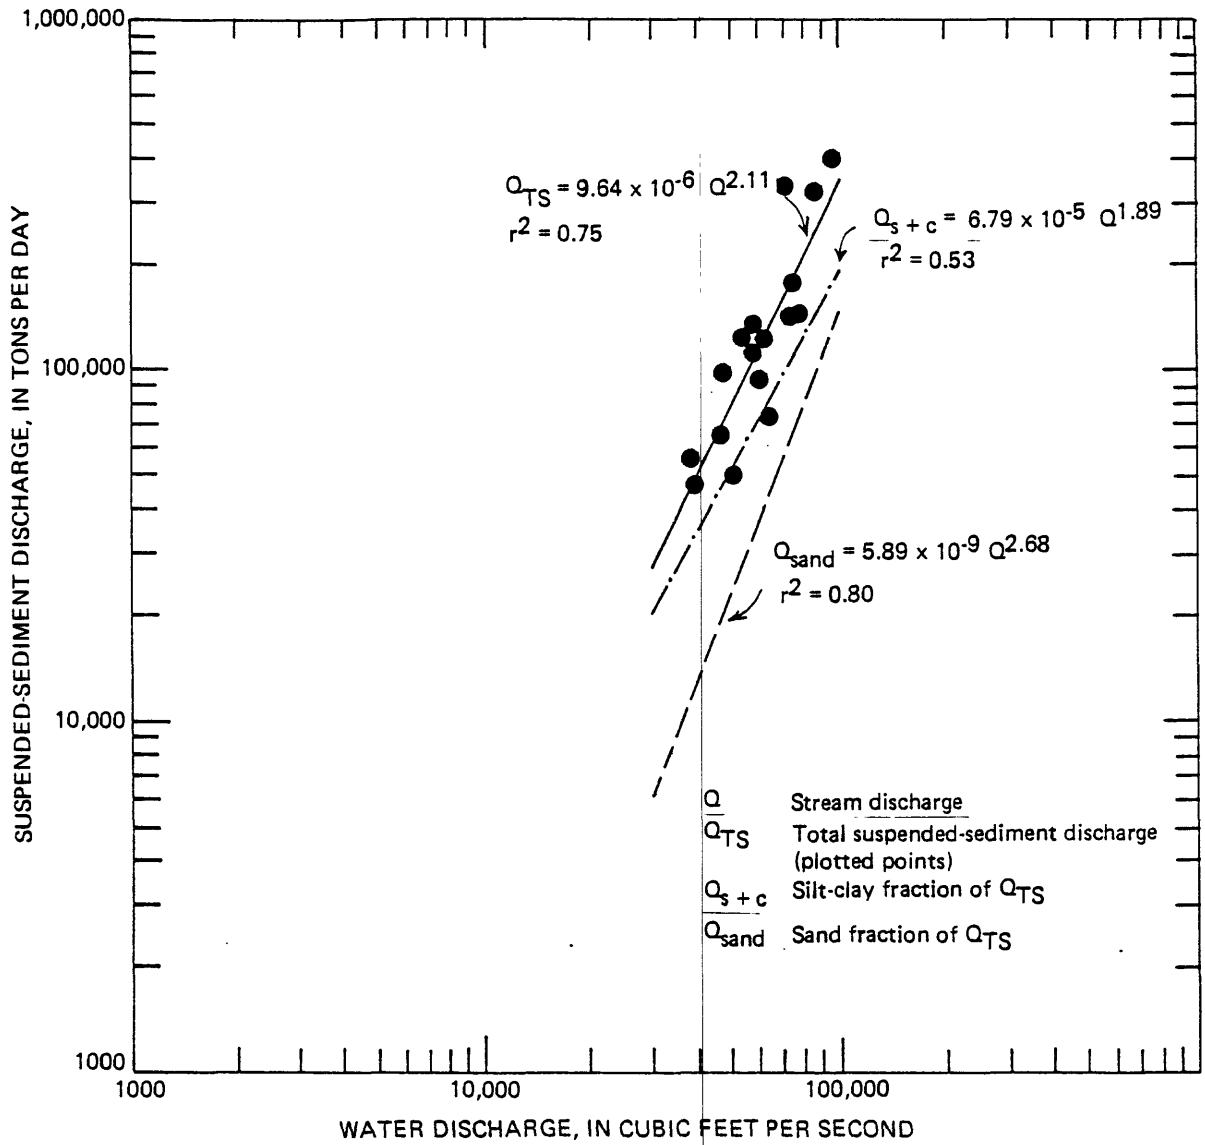 1,000,000
100,000
10,000
1000
SUSPENDED-SEDIMENT DISCHARGE, IN TONS PER DAY
Q_TS = 9.64 x 10^-6 Q^2.11
r^2 = 0.75
Q_s + c = 6.79 x 10^-5 Q^1.89
r^2 = 0.53
Q_sand = 5.89 x 10^-9 Q^2.68
r^2 = 0.80
Q Stream discharge
Q_TS Total suspended-sediment discharge
(plotted points)
Q_s + c Silt-clay fraction of Q_TS
Q_sand Sand fraction of Q_TS
1000 10,000 100,000
WATER DISCHARGE, IN CUBIC FEET PER SECOND